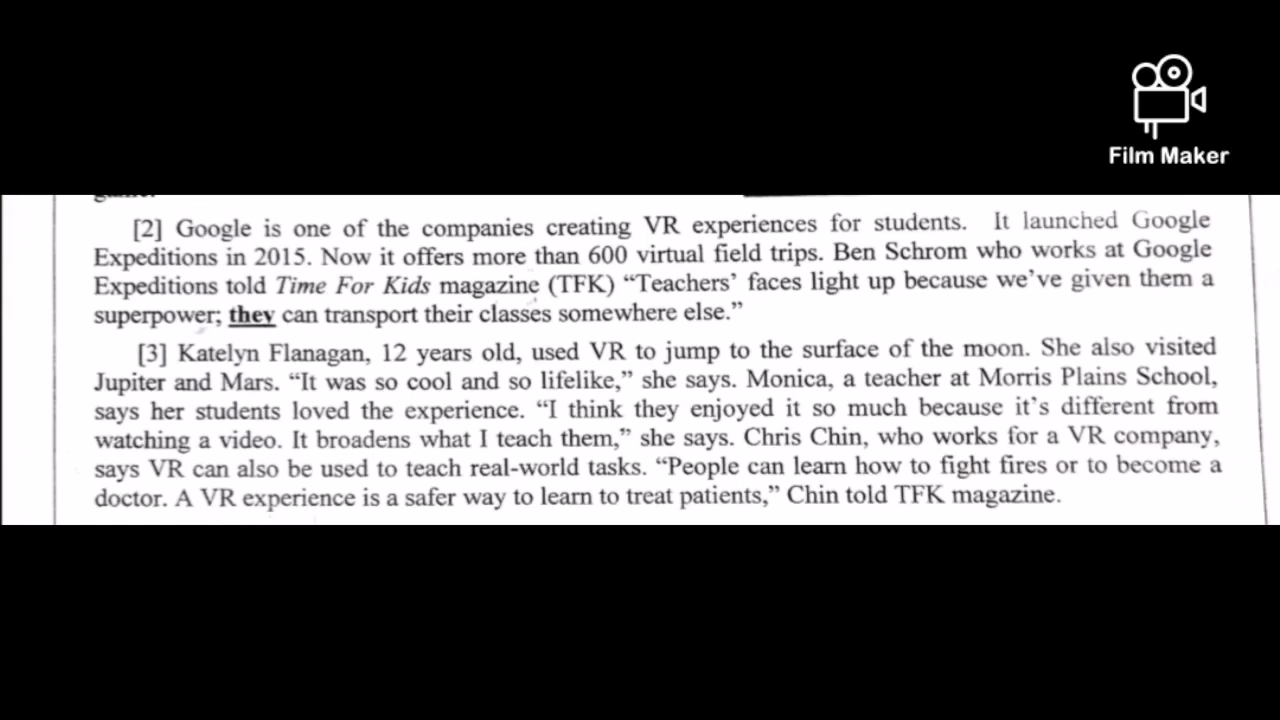 Film Maker
[2] Google is one of the companies creating VR experiences for students. It launched Google
Expeditions in 2015. Now it offers more than 600 virtual field trips. Ben Schrom who works at Google
Expeditions told Time For Kids magazine (TFK) “Teachers’ faces light up because we’ve given them a
superpower; they can transport their classes somewhere else.”
[3] Katelyn Flanagan, 12 years old, used VR to jump to the surface of the moon. She also visited
Jupiter and Mars. “It was so cool and so lifelike,” she says. Monica, a teacher at Morris Plains School,
says her students loved the experience. “I think they enjoyed it so much because it’s different from
watching a video. It broadens what I teach them,” she says. Chris Chin, who works for a VR company,
says VR can also be used to teach real-world tasks. “People can learn how to fight fires or to become a
doctor. A VR experience is a safer way to learn to treat patients,” Chin told TFK magazine.